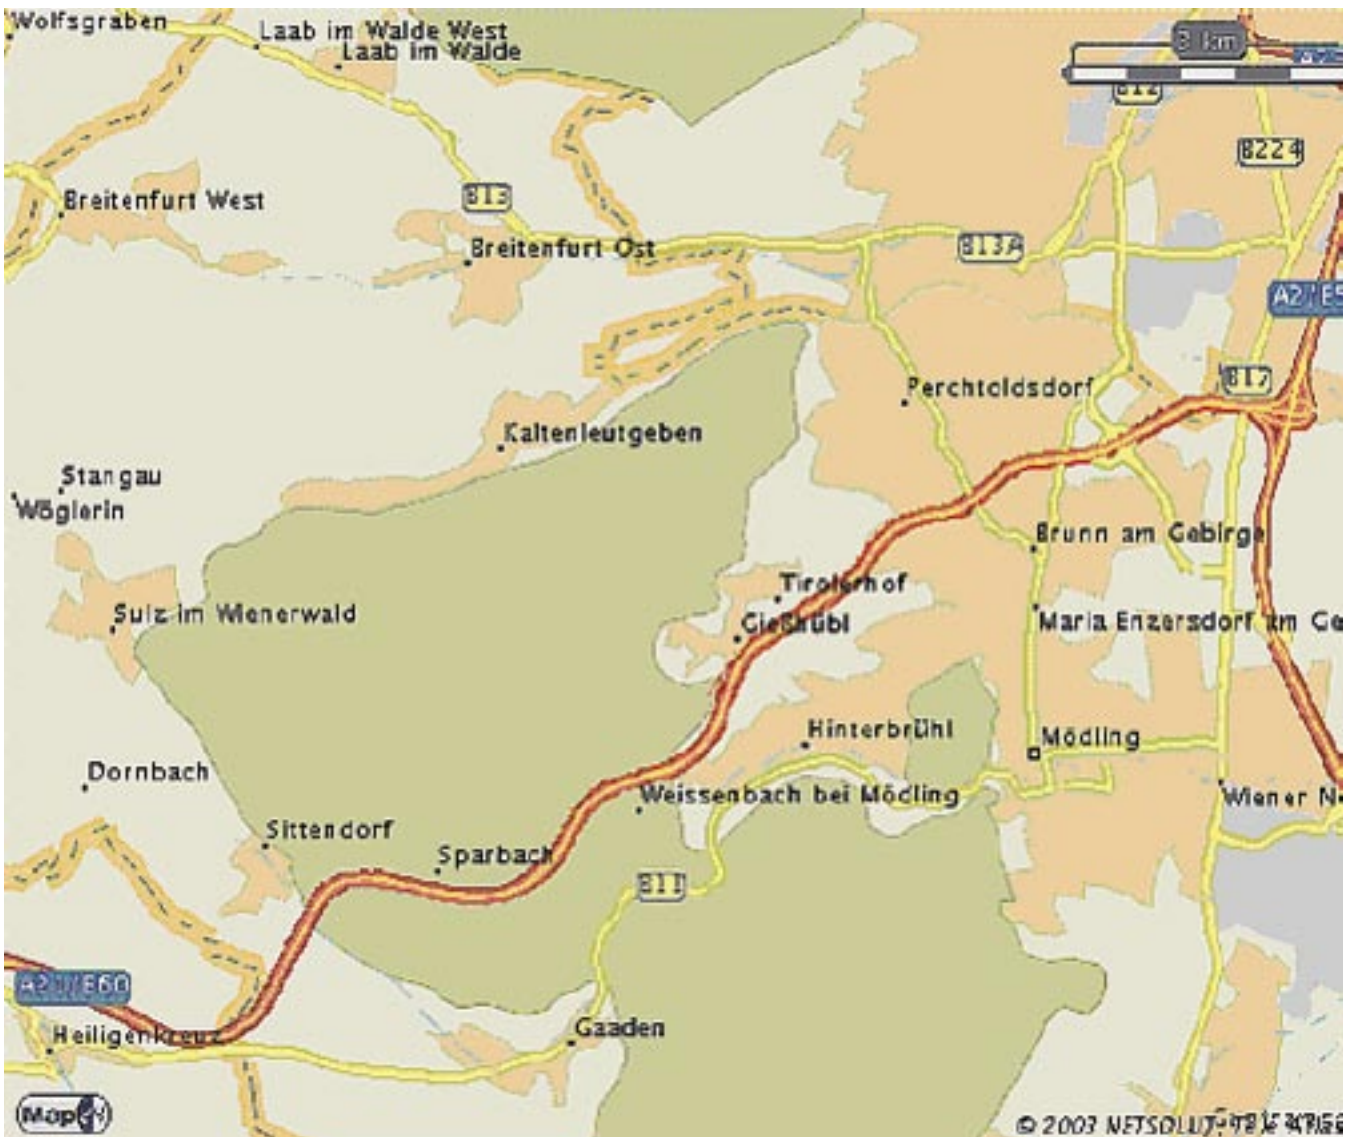 Wolfsgraben
Laab im Walde West
Laab im Walde
3 km
B12
B224
Breitenfurt West
B13
Breitenfurt Ost
B13A
A2/E5
B17
Perchtoldsdorf
Kaltenleutgeben
Stangau
Wöglerin
Brunn am Gebirge
Tirolerhof
Sulz im Wienerwald
Gießhübl
Maria Enzersdorf am Ge
Hinterbrühl
Mödling
Dornbach
Weissenbach bei Mödling
Wiener N
Sittendorf
Sparbach
B11
A21/E60
Heiligenkreuz
Gaaden
Map24
© 2003 NETSOLUT